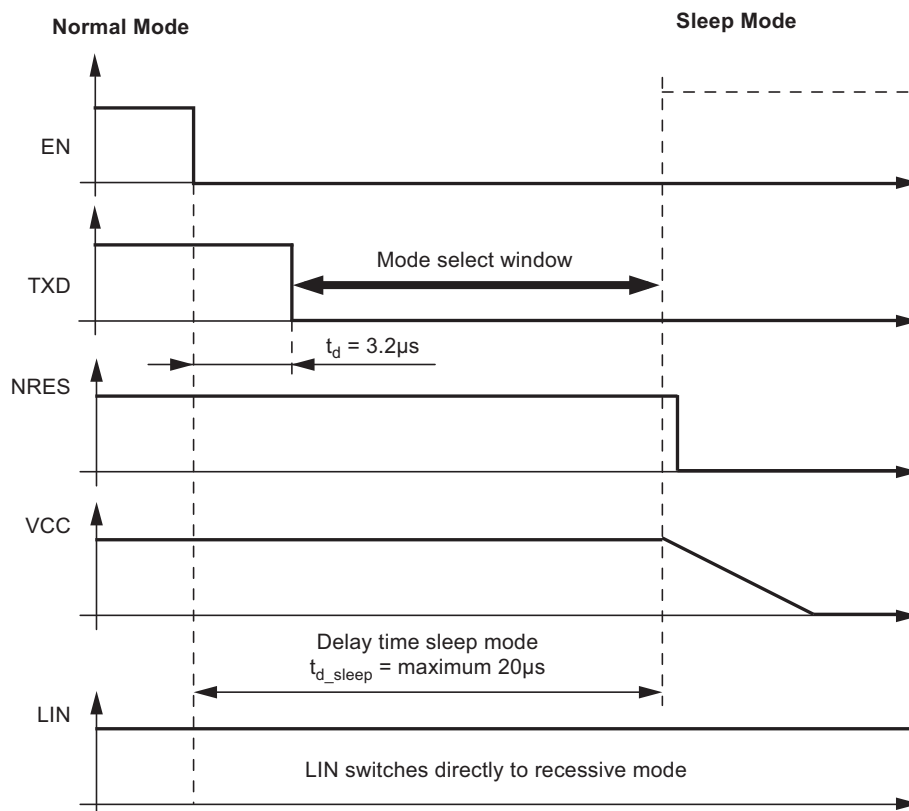 Normal Mode
Sleep Mode
EN
TXD
Mode select window
t_d = 3.2µs
NRES
VCC
Delay time sleep mode
t_d_sleep = maximum 20µs
LIN
LIN switches directly to recessive mode